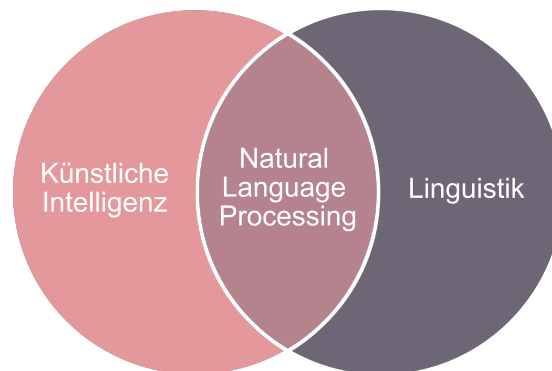 Künstliche
Intelligenz
Natural
Language
Processing
Linguistik